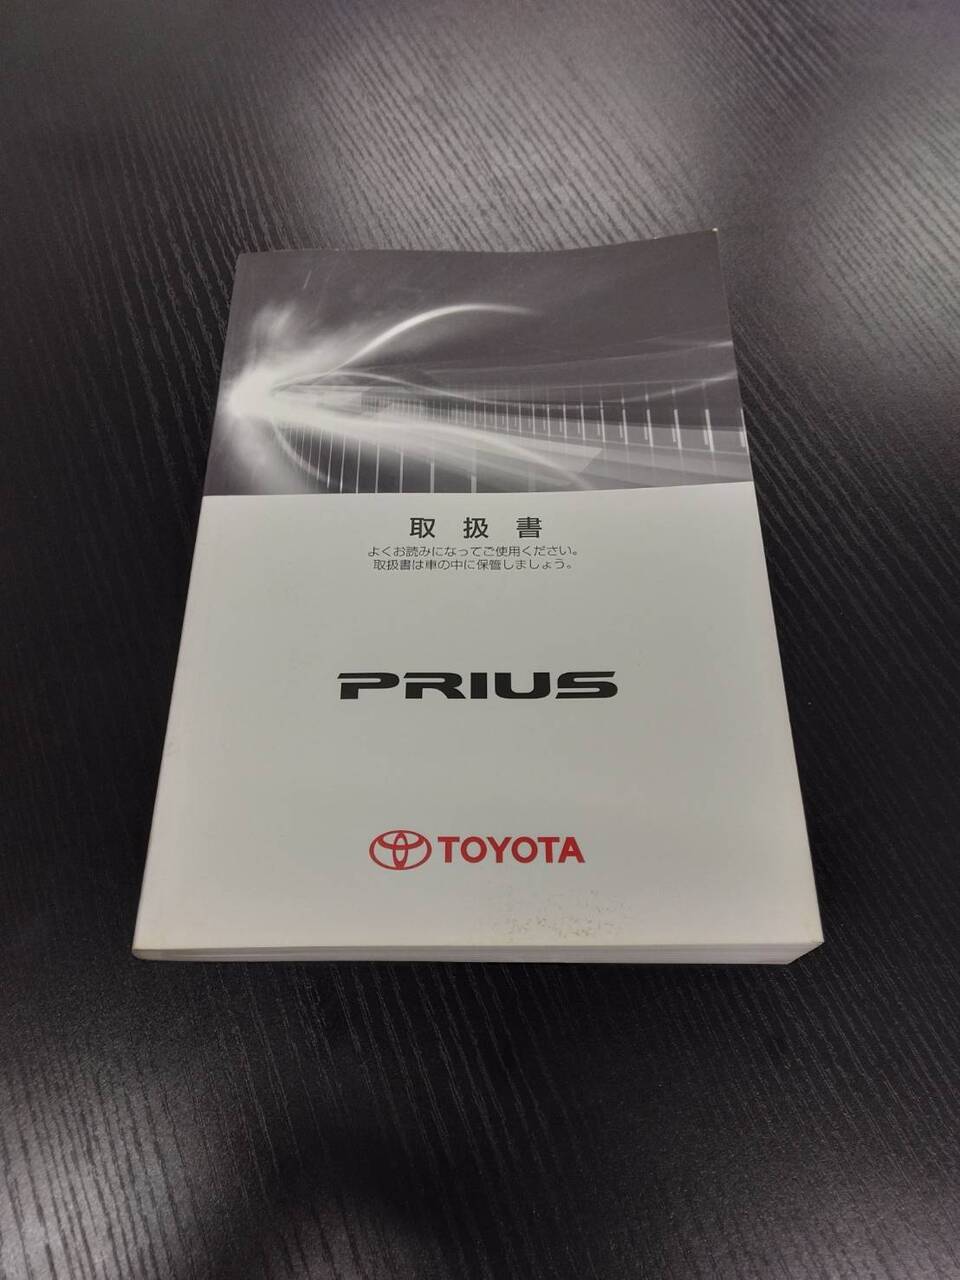 取扱書
よくお読みになってご使用ください。
取扱書は車の中に保管しましょう。
PRIUS
TOYOTA